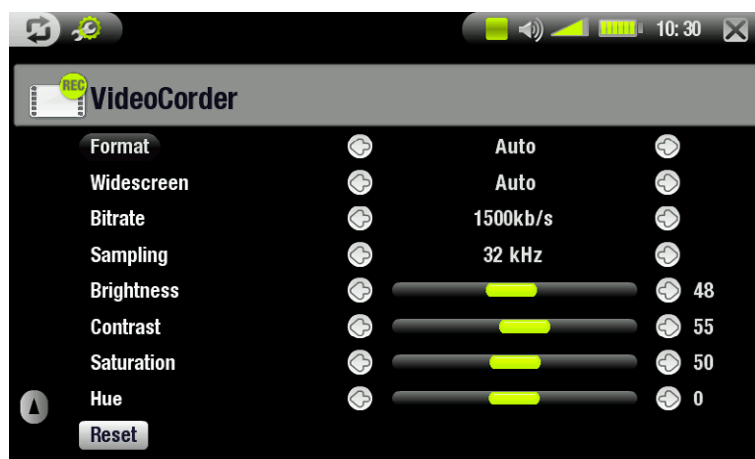 10:30
REC
VideoCorder
Format Auto
Widescreen Auto
Bitrate 1500kb/s
Sampling 32 kHz
Brightness 48
Contrast 55
Saturation 50
Hue 0
Reset